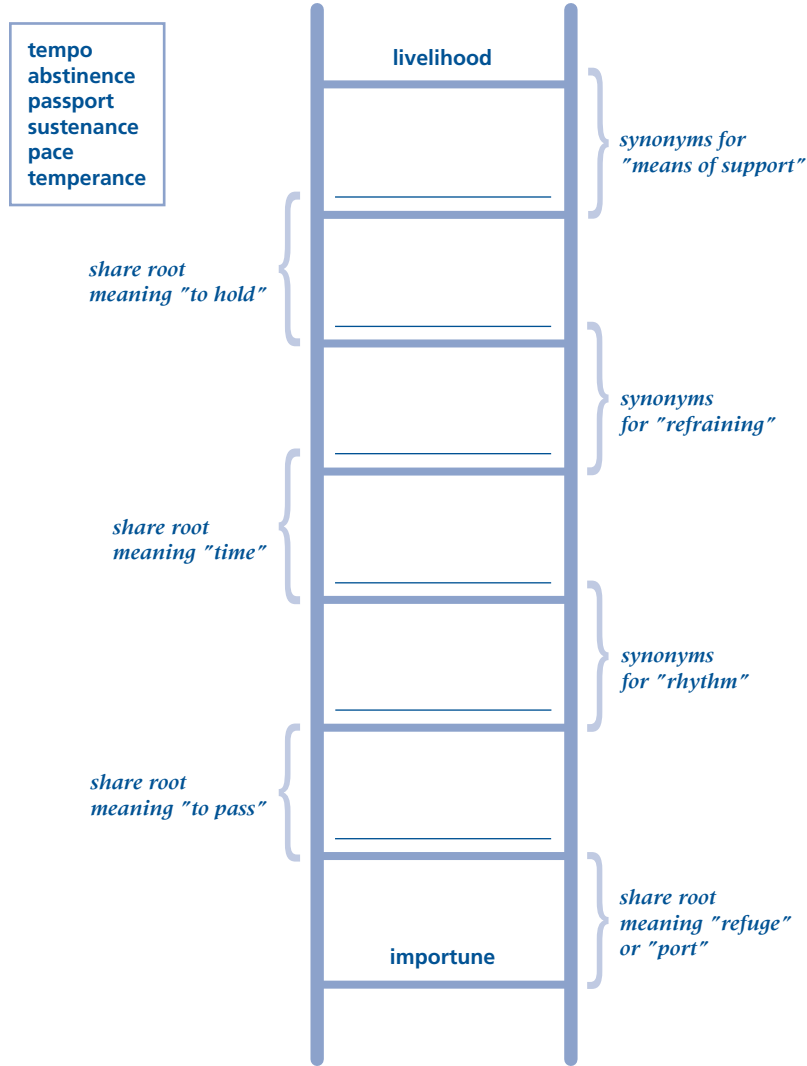 tempo
abstinence
passport
sustenance
pace
temperance
livelihood
synonyms for
"means of support"
share root
meaning "to hold"
synonyms
for "refraining"
share root
meaning "time"
synonyms
for "rhythm"
share root
meaning "to pass"
share root
meaning "refuge"
or "port"
importune